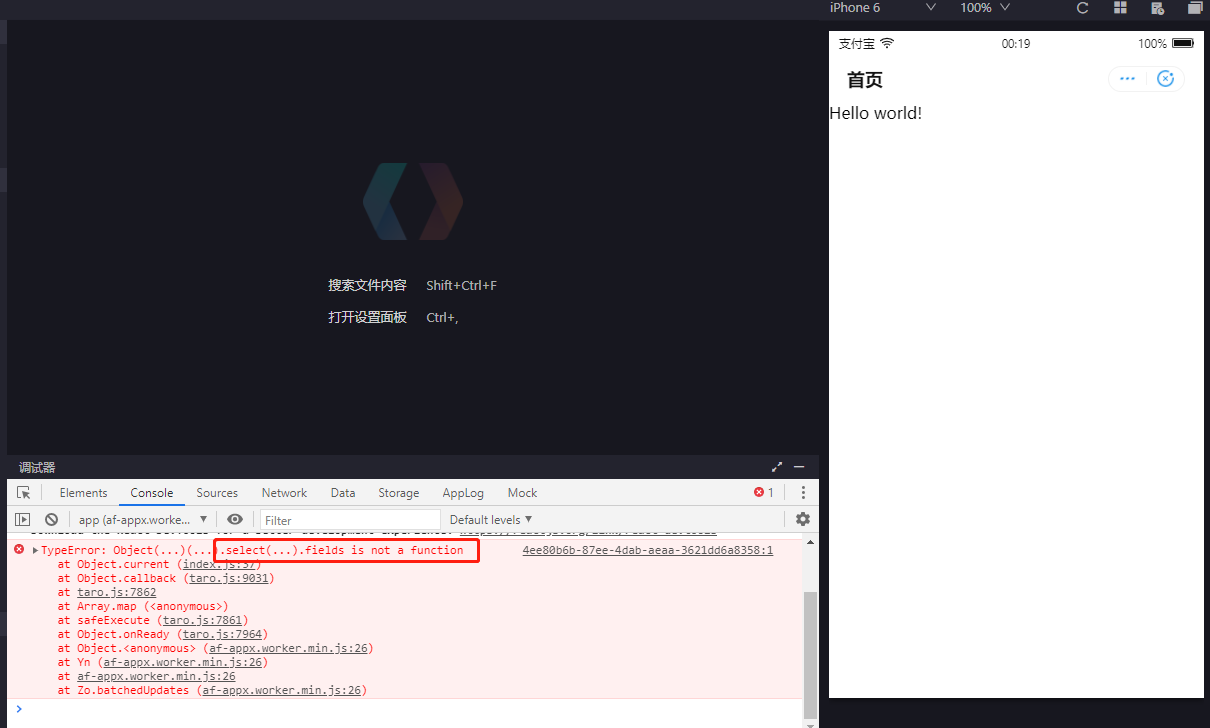 iPhone 6 100%
支付宝 00:19 100%
首页
Hello world!
搜索文件内容 Shift+Ctrl+F
打开设置面板 Ctrl+,
调试器
Elements Console Sources Network Data Storage AppLog Mock 1
app (af-appx.worke... Filter Default levels
TypeError: Object(...)(...).select(...).fields is not a function 4ee80b6b-87ee-4dab-aeaa-3621dd6a8358:1
at Object.current (index.js:37)
at Object.callback (taro.js:9031)
at taro.js:7862
at Array.map (<anonymous>)
at safeExecute (taro.js:7861)
at Object.onReady (taro.js:7964)
at Object.<anonymous> (af-appx.worker.min.js:26)
at Yn (af-appx.worker.min.js:26)
at af-appx.worker.min.js:26
at Zo.batchedUpdates (af-appx.worker.min.js:26)